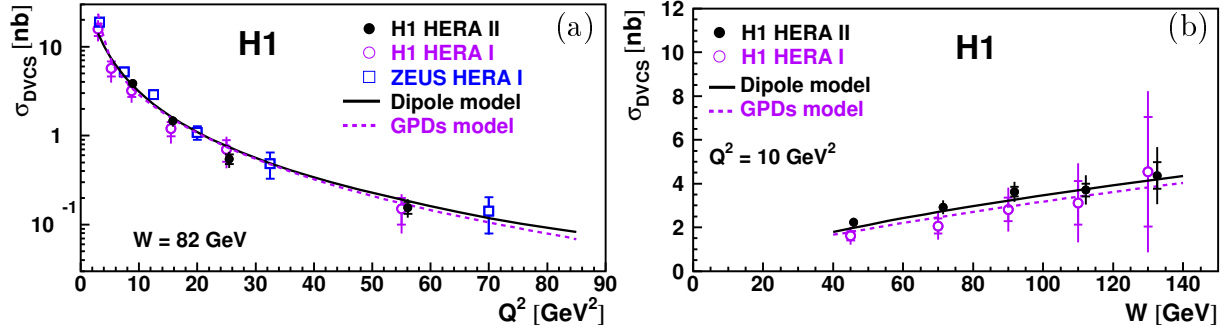 H1
(a)
H1 HERA II
H1 HERA I
ZEUS HERA I
Dipole model
GPDs model
W = 82 GeV
σDVCS [nb]
10
1
10⁻¹
0 10 20 30 40 50 60 70 80 90
Q² [GeV²]
H1
(b)
H1 HERA II
H1 HERA I
Dipole model
GPDs model
Q² = 10 GeV²
σDVCS [nb]
12
10
8
6
4
2
0
0 20 40 60 80 100 120 140
W [GeV]